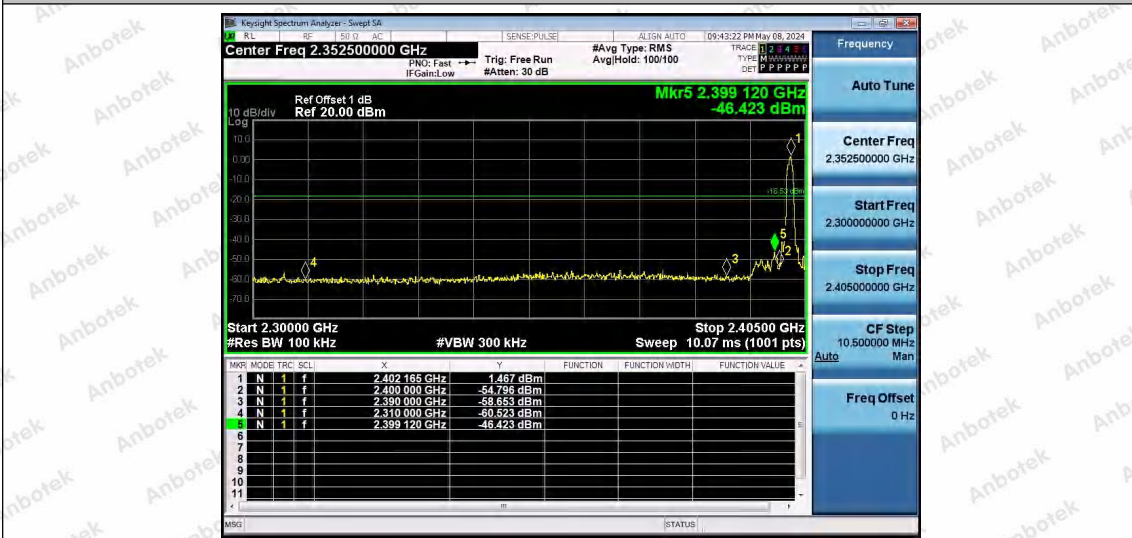 Keysight Spectrum Analyzer - Swept SA
RL RF 50 Ω AC SENSE:PULSE ALIGN AUTO 09:43:22 PM May 08, 2024
Center Freq 2.352500000 GHz
PNO: Fast
IFGain:Low
Trig: Free Run
#Atten: 30 dB
#Avg Type: RMS
Avg|Hold: 100/100
TRACE 1 2 3 4 5 6
TYPE M
DET P P P P P P
Frequency
Auto Tune
Center Freq
2.352500000 GHz
Start Freq
2.300000000 GHz
Stop Freq
2.405000000 GHz
CF Step
10.500000 MHz
Auto Man
Freq Offset
0 Hz
Mkr5 2.399 120 GHz
-46.423 dBm
Ref Offset 1 dB
10 dB/div Ref 20.00 dBm
Log
10.0
0.00
-10.0
-20.0
-30.0
-40.0
-50.0
-60.0
-70.0
1
5
2
3
4
Start 2.30000 GHz Stop 2.40500 GHz
#Res BW 100 kHz #VBW 300 kHz Sweep 10.07 ms (1001 pts)
MKR MODE TRC SCL X Y FUNCTION FUNCTION WIDTH FUNCTION VALUE
1 N 1 f 2.402 165 GHz 1.467 dBm
2 N 1 f 2.400 000 GHz -54.796 dBm
3 N 1 f 2.390 000 GHz -58.653 dBm
4 N 1 f 2.310 000 GHz -60.523 dBm
5 N 1 f 2.399 120 GHz -46.423 dBm
6
7
8
9
10
11
MSG STATUS
Anbotek